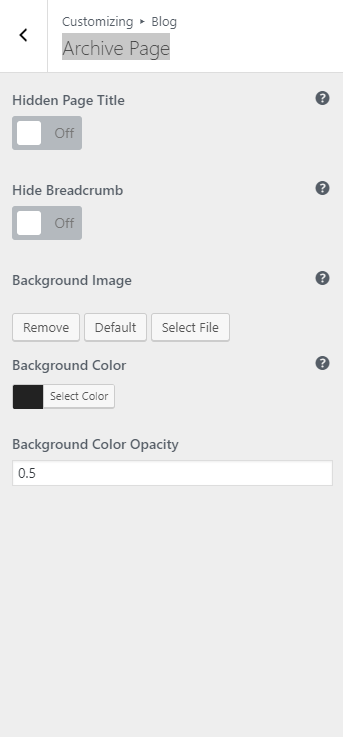 Customizing ▸ Blog
Archive Page
Hidden Page Title
Off
Hide Breadcrumb
Off
Background Image
Remove Default Select File
Background Color
Select Color
Background Color Opacity
0.5